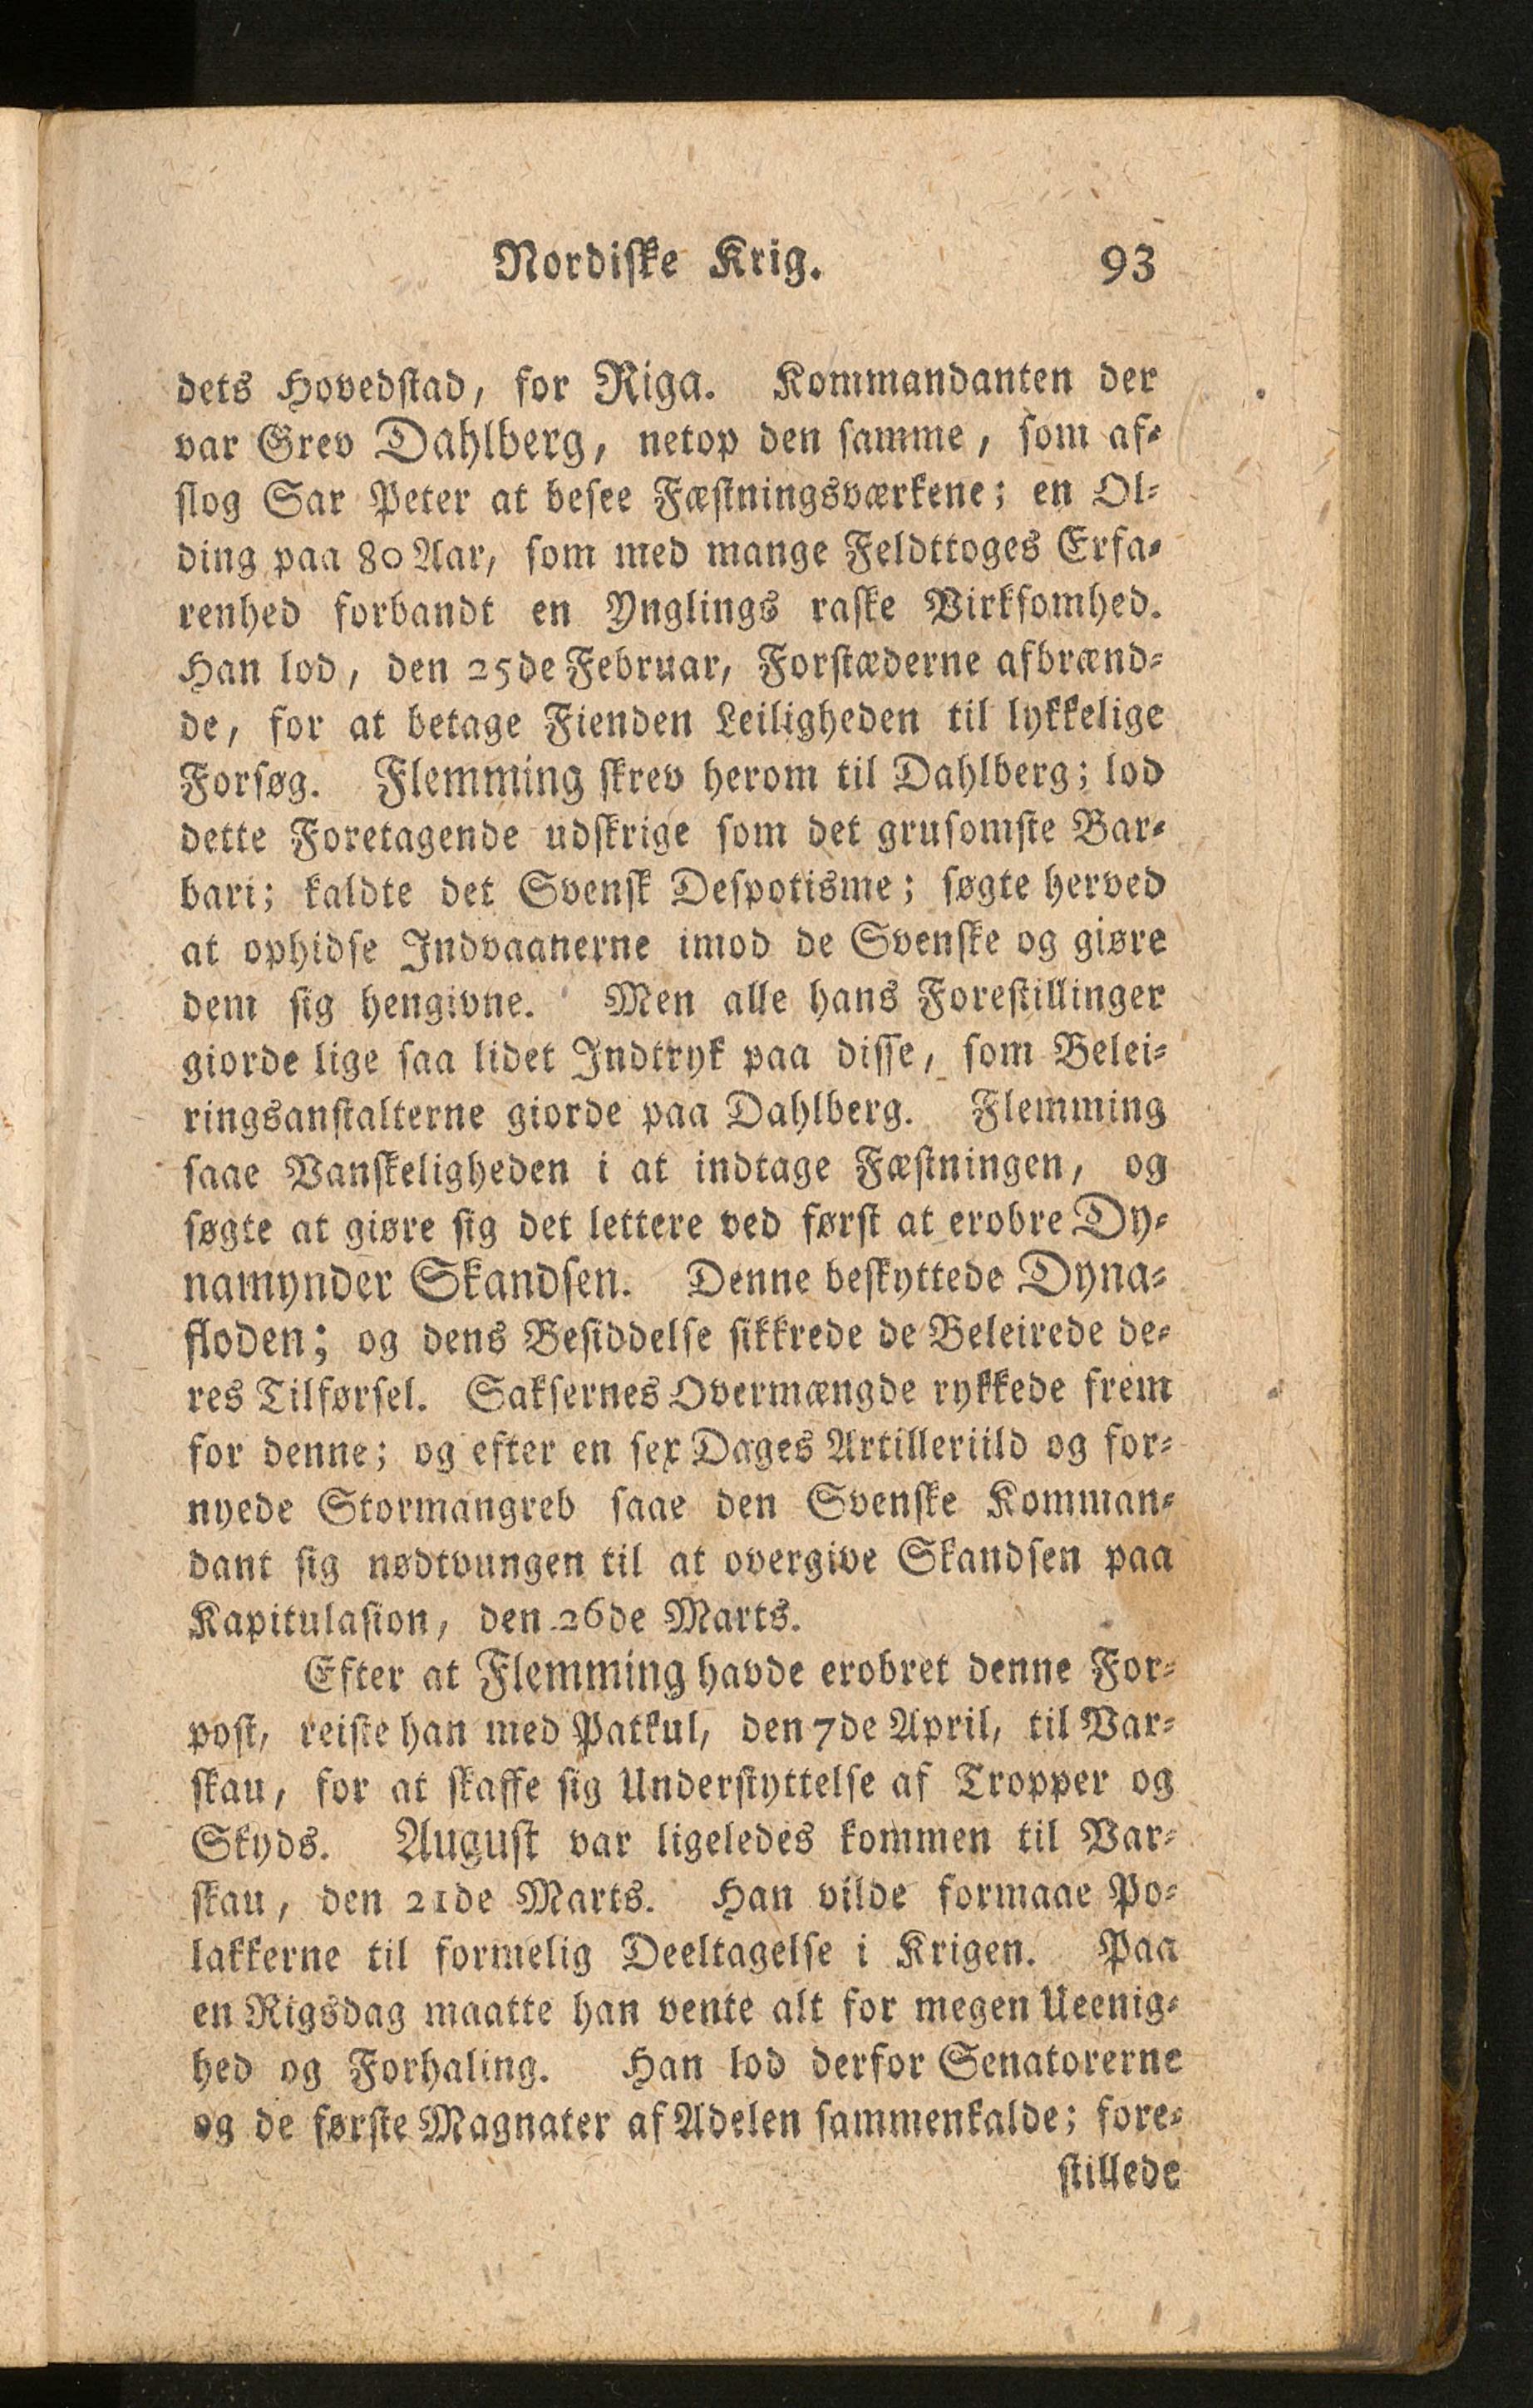 Nordiske Krig. 93
dets Hovedstad, for Riga. Kommandanten der
var Grev Dahlberg, netop den samme, som af-
slog Sar Peter at besee Fæstningsværkene; en Ol-
ding paa 80 Aar, som med mange Feldttoges Erfa-
renhed forbandt en Ynglings raske Virksomhed.
Han lod, den 25de Februar, Forstæderne afbrænd-
de, for at betage Fienden Leiligheden til lykkelige
Forsøg. Flemming skrev herom til Dahlberg; lod
dette Foretagende udskrige som det grusomste Bar-
bari; kaldte det Svensk Despotisme; søgte herved
at ophidse Indvaanerne imod de Svenske og giøre
dem sig hengivne. Men alle hans Forestillinger
giorde lige saa lidet Indtryk paa disse, som Belei-
ringsanstalterne giorde paa Dahlberg. Flemming
saae Vanskeligheden i at indtage Fæstningen, og
søgte at giøre sig det lettere ved først at erobre Dy-
namynder Skandsen. Denne beskyttede Dyna-
floden; og dens Besiddelse sikkrede de Beleirede de-
res Tilførsel. Saksernes Overmængde rykkede frem
for denne; og efter en sex Dages Artilleriild og for-
nyede Stormangreb saae den Svenske Komman-
dant sig nødtvungen til at overgive Skandsen paa
Kapitulasion, den 26de Marts.
Efter at Flemming havde erobret denne For-
post, reiste han med Patkul, den 7de April, til Var-
skau, for at skaffe sig Understyttelse af Tropper og
Skyds. August var ligeledes kommen til Var-
skau, den 21de Marts. Han vilde formaae Po-
lakkerne til formelig Deeltagelse i Krigen. Paa
en Rigsdag maatte han vente alt for megen Ueenig-
hed og Forhaling. Han lod derfor Senatorerne
og de første Magnater af Adelen sammenkalde; fore-
stillede